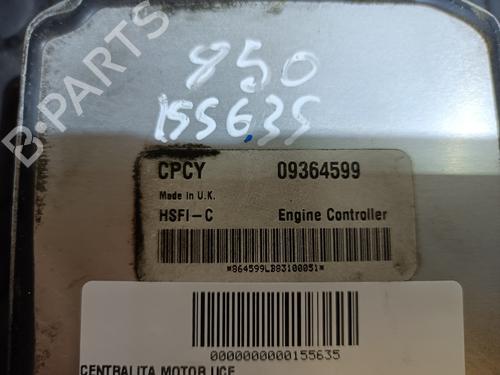 850
155635
CPCY 09364599
Made in U.K.
HSFI-C Engine Controller
*864599LB83100051*
0000000000155635
CENTRALITA MOTOR UCE
B-PARTS